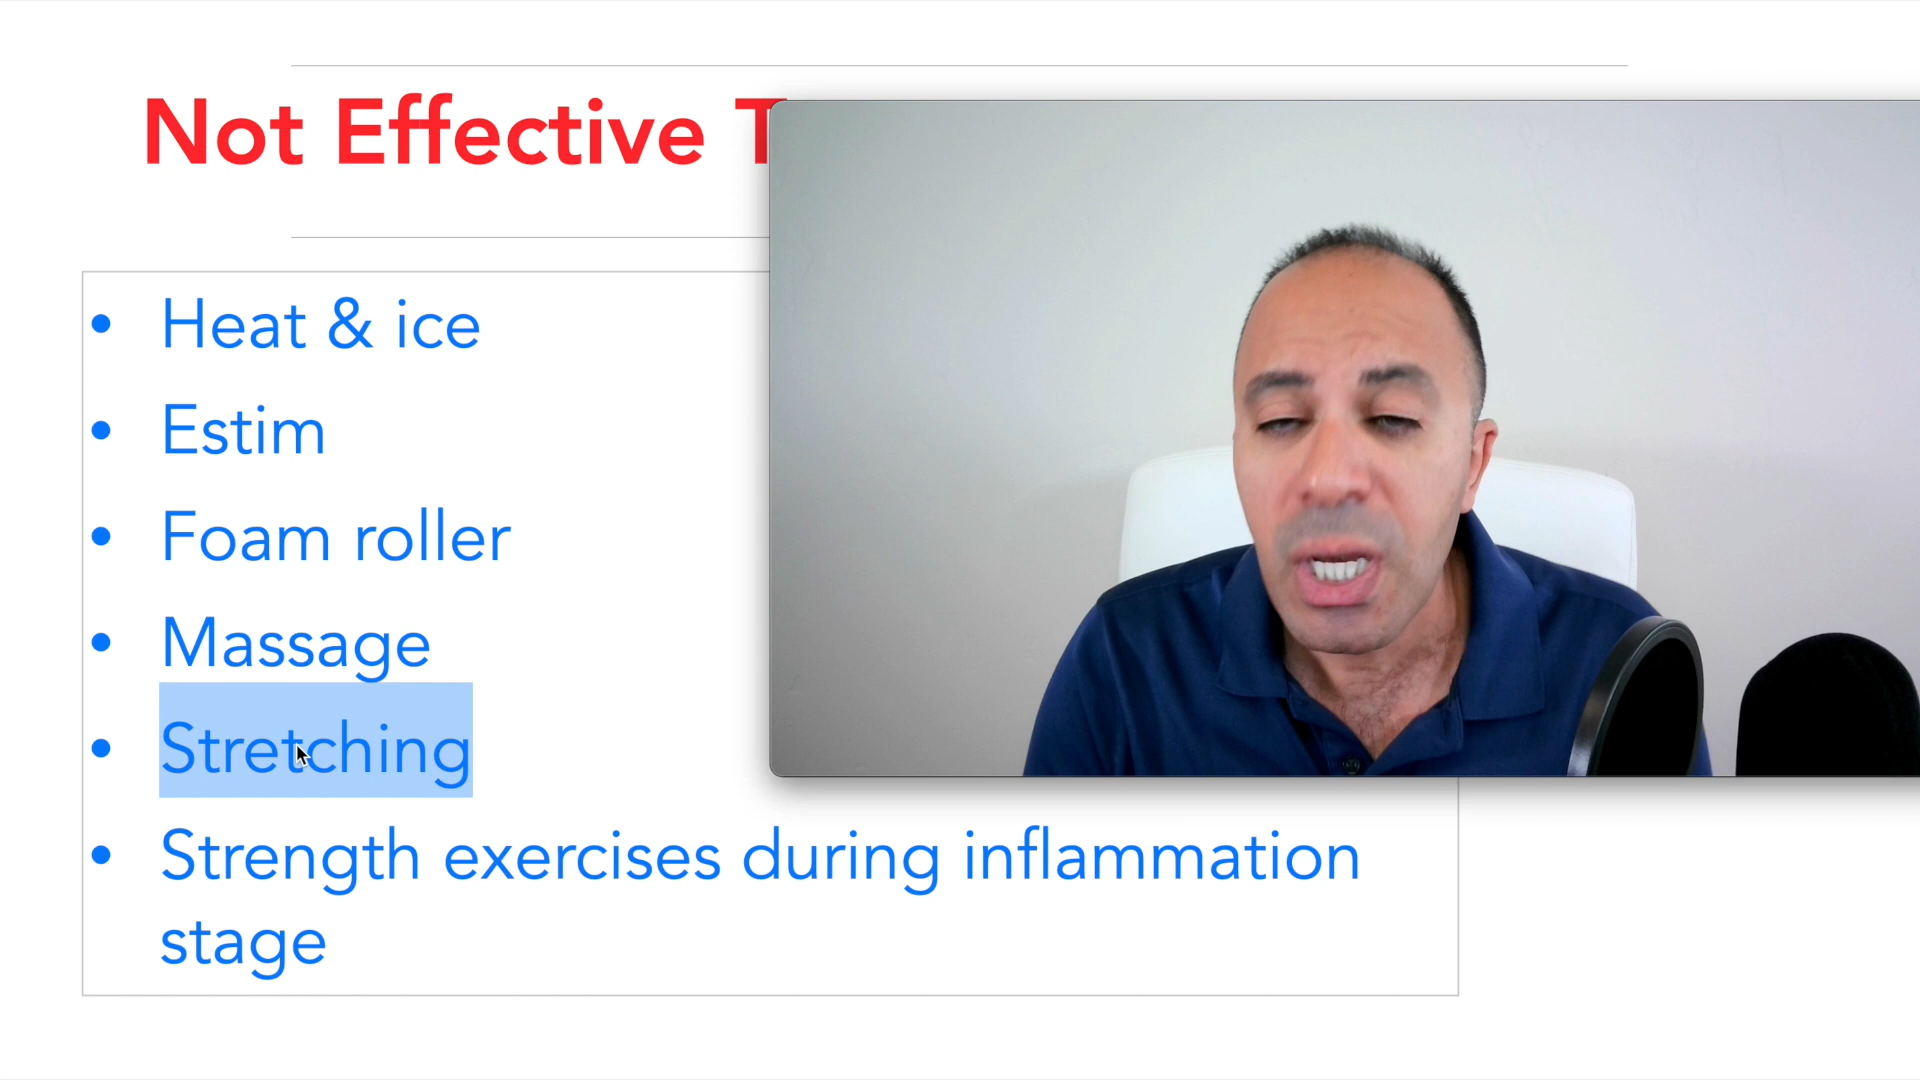 Not Effective T
• Heat & ice
• Estim
• Foam roller
• Massage
• Stretching
• Strength exercises during inflammation
stage